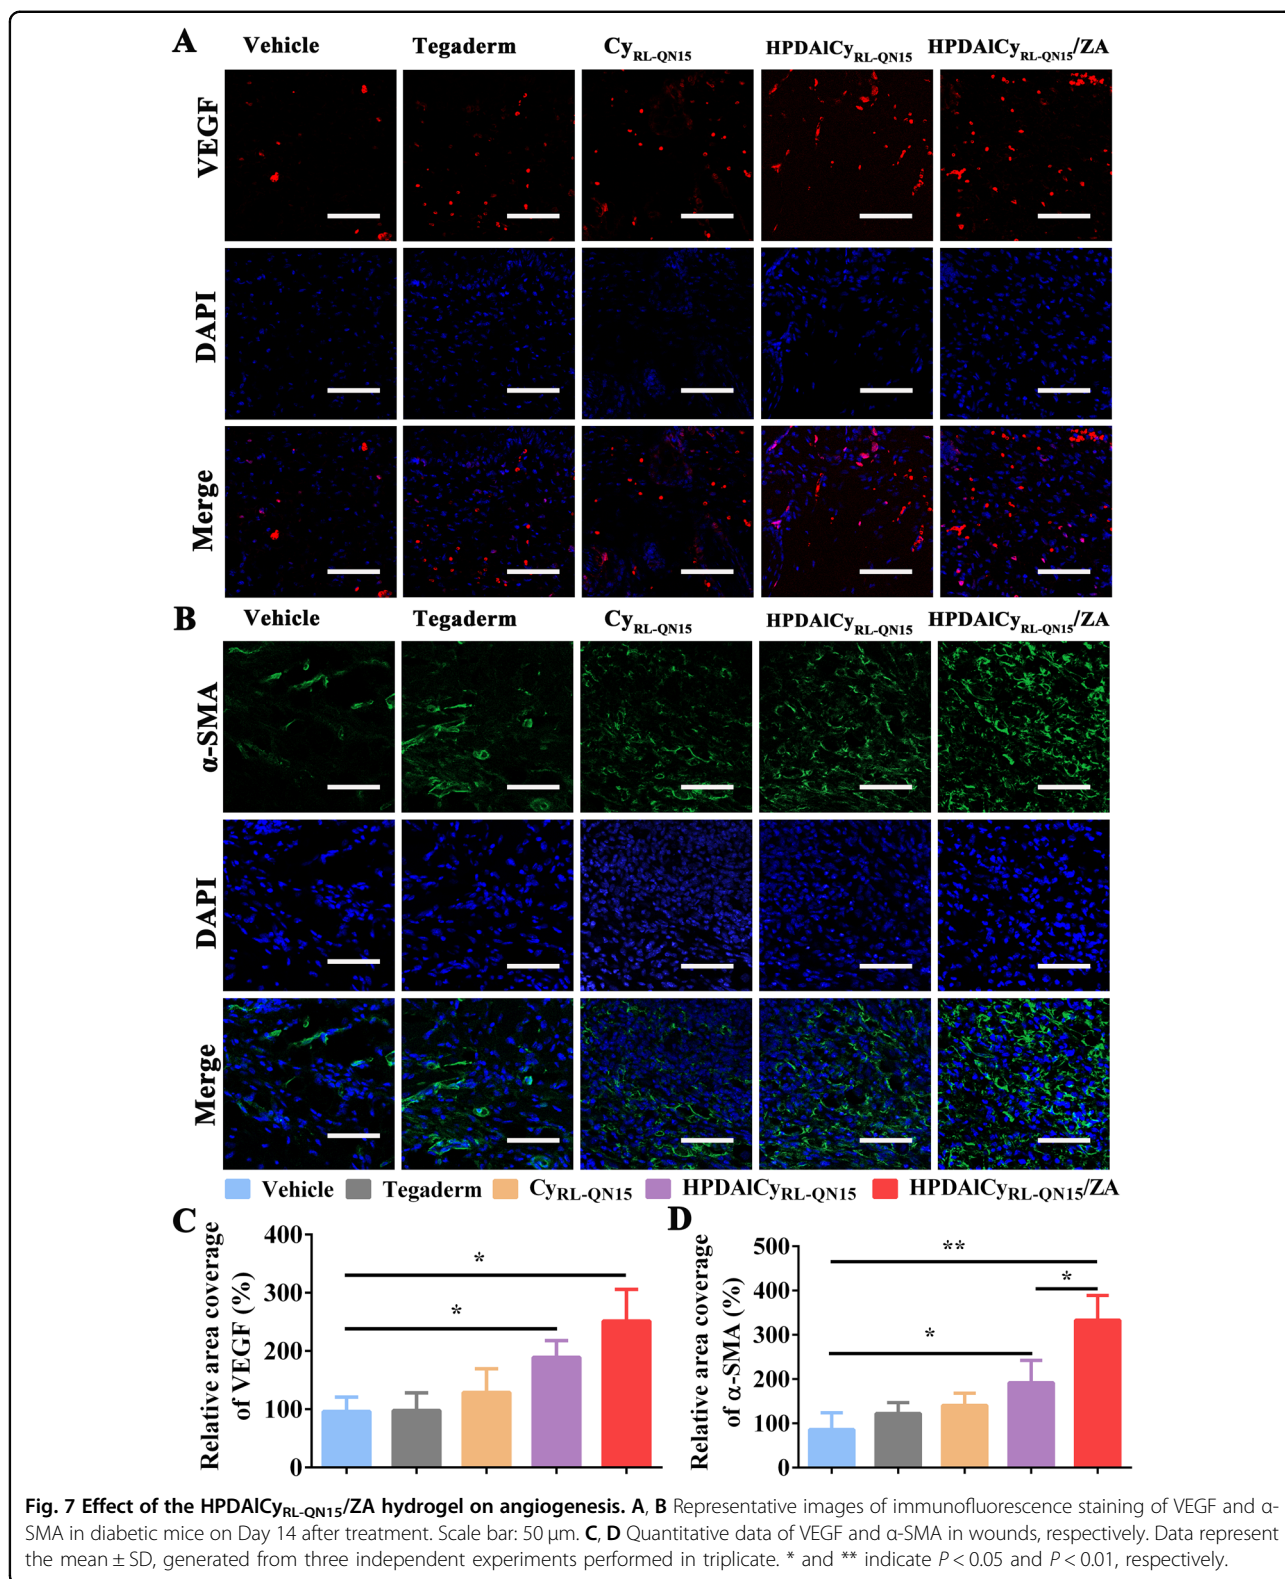 A
Vehicle Tegaderm CyRL-QN15 HPDAlCyRL-QN15 HPDAlCyRL-QN15/ZA
VEGF
DAPI
Merge
B
Vehicle Tegaderm CyRL-QN15 HPDAlCyRL-QN15 HPDAlCyRL-QN15/ZA
α-SMA
DAPI
Merge
Vehicle Tegaderm CyRL-QN15 HPDAlCyRL-QN15 HPDAlCyRL-QN15/ZA
C
Relative area coverage
of VEGF (%)
400
300
200
100
0
*
*
D
Relative area coverage
of α-SMA (%)
500
400
300
200
100
0
**
*
*
Fig. 7 Effect of the HPDAlCyRL-QN15/ZA hydrogel on angiogenesis. A, B Representative images of immunofluorescence staining of VEGF and α-
SMA in diabetic mice on Day 14 after treatment. Scale bar: 50 μm. C, D Quantitative data of VEGF and α-SMA in wounds, respectively. Data represent
the mean ± SD, generated from three independent experiments performed in triplicate. * and ** indicate P < 0.05 and P < 0.01, respectively.